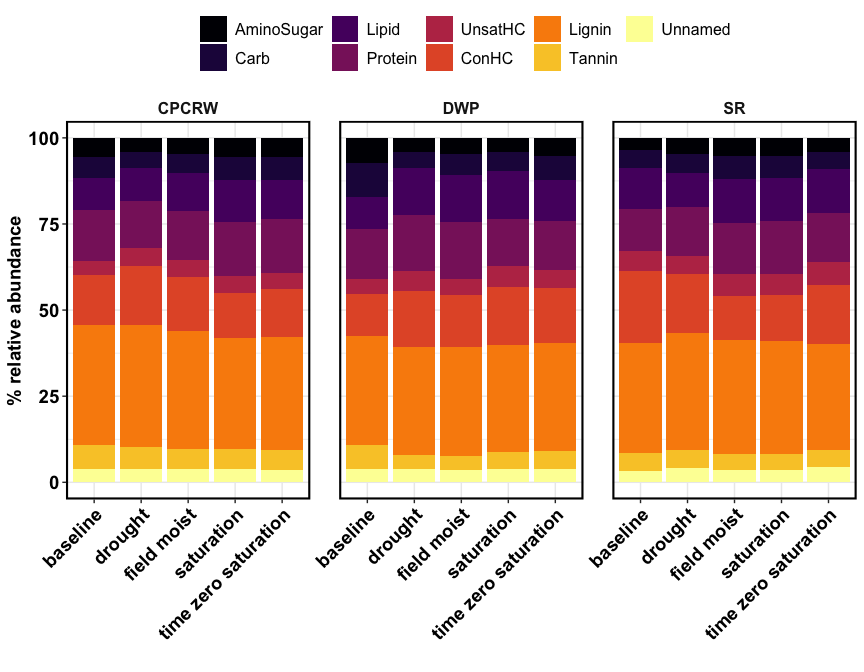 AminoSugar Lipid UnsatHC Lignin Unnamed
Carb Protein ConHC Tannin
CPCRW DWP SR
% relative abundance
100
75
50
25
0
baseline drought field moist saturation time zero saturation
baseline drought field moist saturation time zero saturation
baseline drought field moist saturation time zero saturation